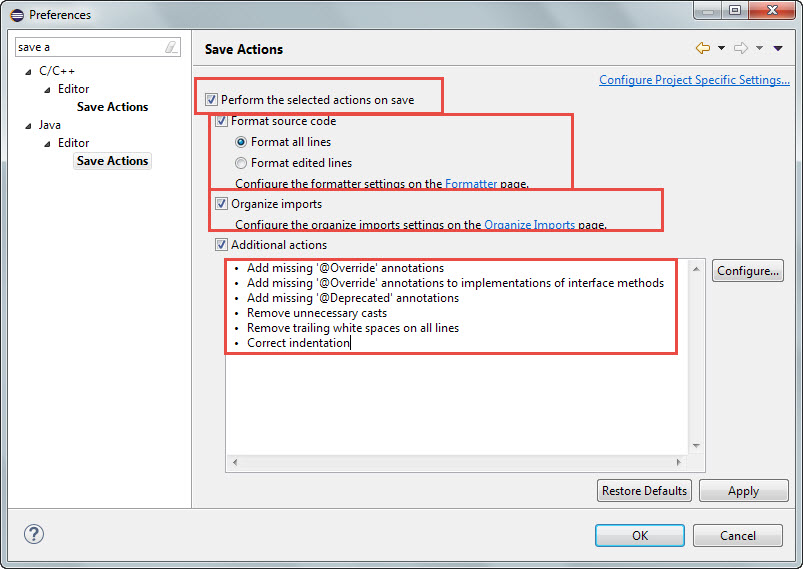 Preferences
save a
C/C++
Editor
Save Actions
Java
Editor
Save Actions
Save Actions
Configure Project Specific Settings...
Perform the selected actions on save
Format source code
Format all lines
Format edited lines
Configure the formatter settings on the Formatter page.
Organize imports
Configure the organize imports settings on the Organize Imports page.
Additional actions
• Add missing '@Override' annotations
• Add missing '@Override' annotations to implementations of interface methods
• Add missing '@Deprecated' annotations
• Remove unnecessary casts
• Remove trailing white spaces on all lines
• Correct indentation
Configure...
Restore Defaults
Apply
?
OK
Cancel